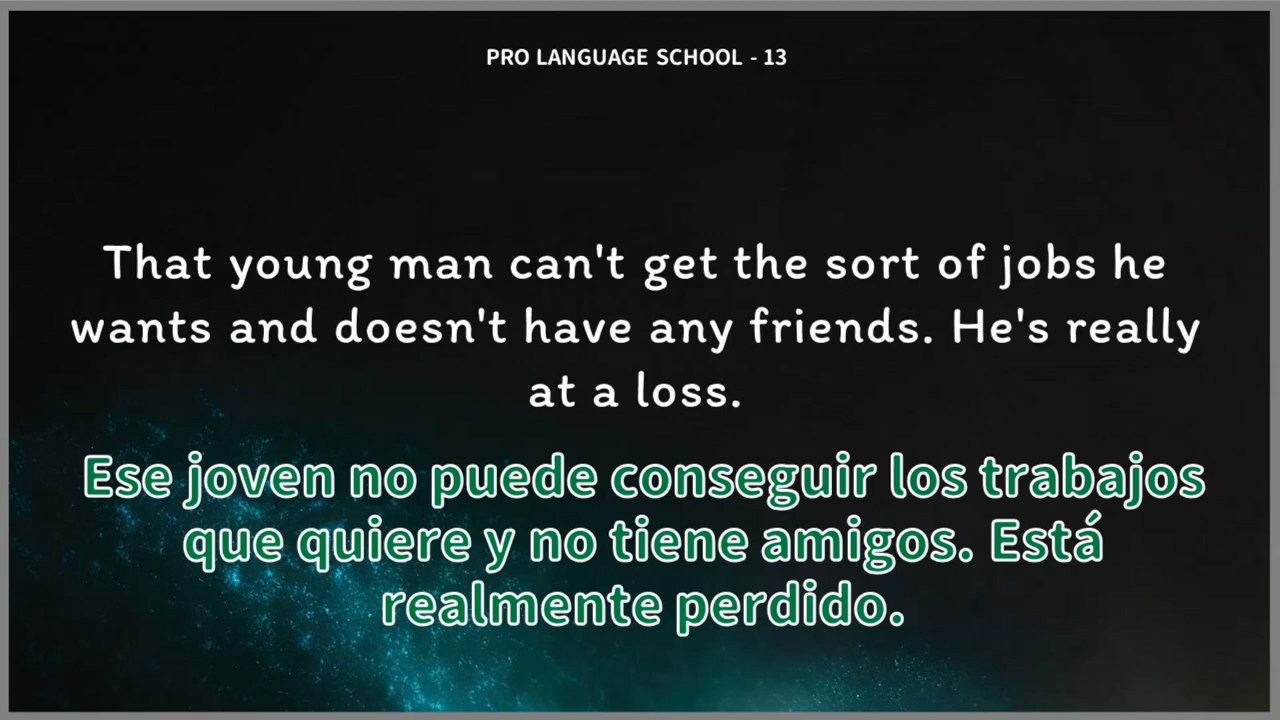 PRO LANGUAGE SCHOOL - 13
That young man can't get the sort of jobs he
wants and doesn't have any friends. He's really
at a loss.
Ese joven no puede conseguir los trabajos
que quiere y no tiene amigos. Está
realmente perdido.